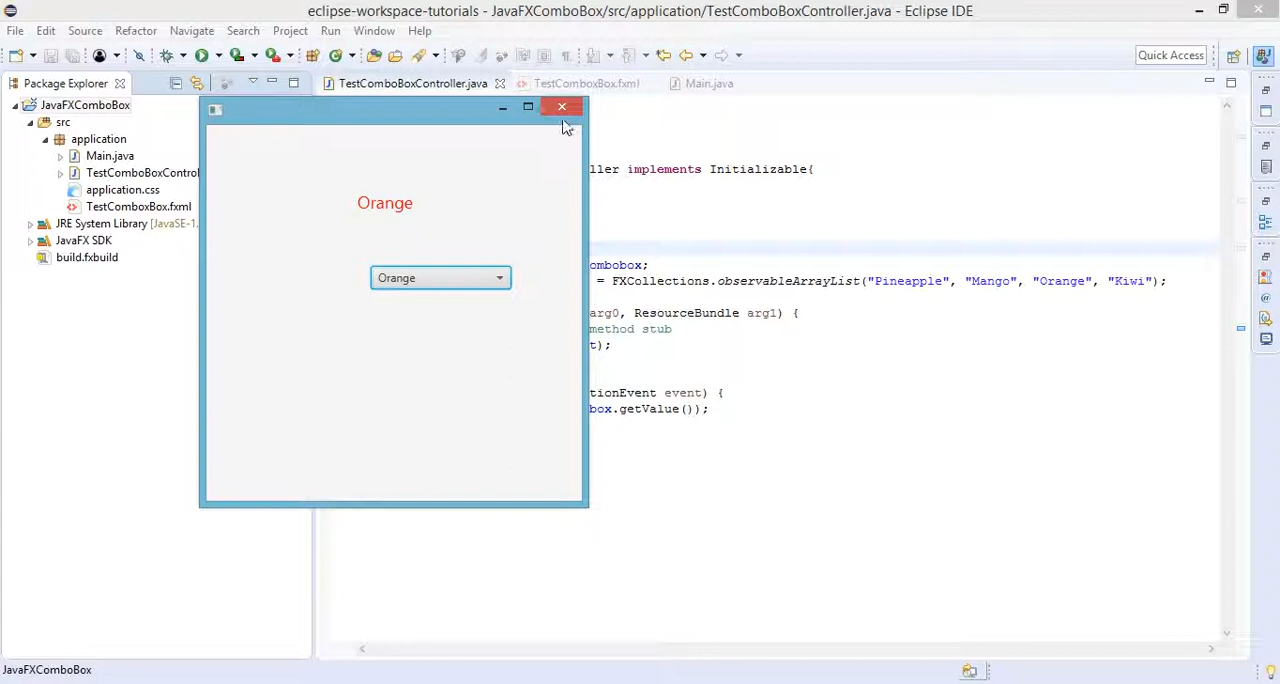 eclipse-workspace-tutorials - JavaFXComboBox/src/application/TestComboBoxController.java - Eclipse IDE
File Edit Source Refactor Navigate Search Project Run Window Help
Quick Access
Package Explorer
TestComboBoxController.java TestComboxBox.fxml Main.java
JavaFXComboBox
src
application
Main.java
TestComboBoxControl
application.css
TestComboxBox.fxml
JRE System Library [JavaSE-1.
JavaFX SDK
build.fxbuild
Orange
Orange
ller implements Initializable{
ombobox;
= FXCollections.observableArrayList("Pineapple", "Mango", "Orange", "Kiwi");
arg0, ResourceBundle arg1) {
method stub
t);
tionEvent event) {
box.getValue());
JavaFXComboBox